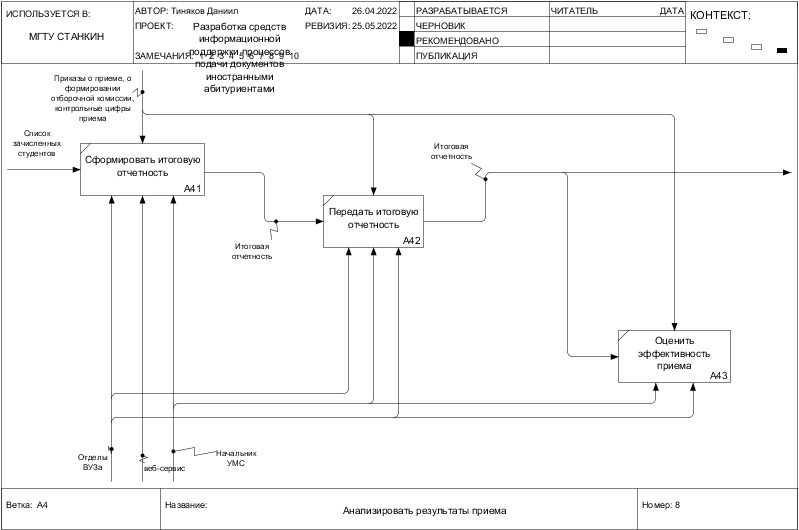 ИСПОЛЬЗУЕТСЯ В:
МГТУ СТАНКИН
АВТОР: Тиняков Даниил
ДАТА: 26.04.2022
ПРОЕКТ: Разработка средств
информационной
поддержки процессов
подачи документов
иностранными
абитуриентами
РЕВИЗИЯ: 25.05.2022
ЗАМЕЧАНИЯ: 1 2 3 4 5 6 7 8 9 10
РАЗРАБАТЫВАЕТСЯ
ЧЕРНОВИК
РЕКОМЕНДОВАНО
ПУБЛИКАЦИЯ
ЧИТАТЕЛЬ ДАТА
КОНТЕКСТ:
Приказы о приеме, о
формировании
отборочной комиссии,
контрольные цифры
приема
Список
зачисленных
студентов
Сформировать итоговую
отчетность
A41
Итоговая
отчетность
Передать итоговую
отчетность
A42
Итоговая
отчетность
Оценить
эффективность
приема
A43
Отделы
ВУЗа
веб-сервис
Начальник
УМС
Ветка: A4
Название:
Анализировать результаты приема
Номер: 8